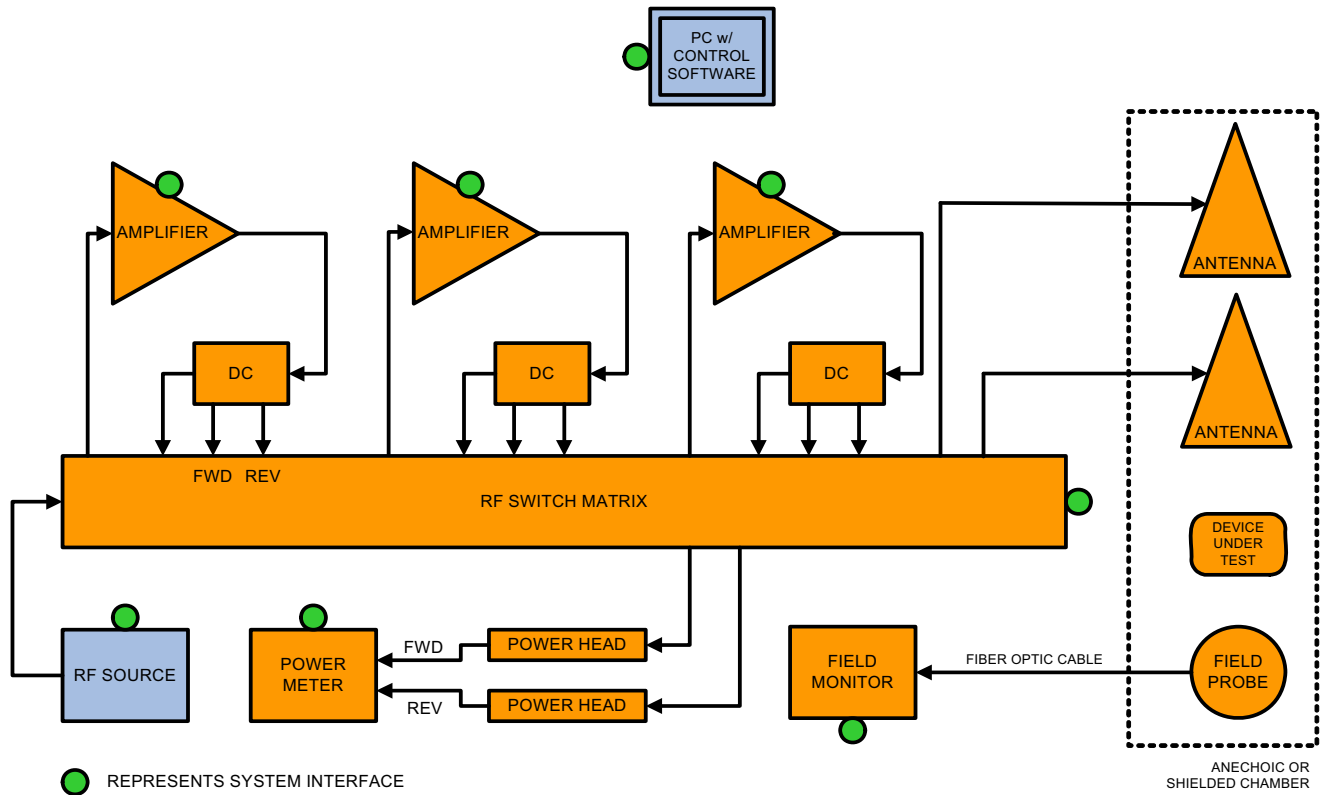 PC w/
CONTROL
SOFTWARE
AMPLIFIER
AMPLIFIER
AMPLIFIER
ANTENNA
DC
DC
DC
ANTENNA
FWD REV
RF SWITCH MATRIX
DEVICE
UNDER
TEST
RF SOURCE
POWER
METER
FWD
REV
POWER HEAD
POWER HEAD
FIELD
MONITOR
FIBER OPTIC CABLE
FIELD
PROBE
REPRESENTS SYSTEM INTERFACE
ANECHOIC OR
SHIELDED CHAMBER